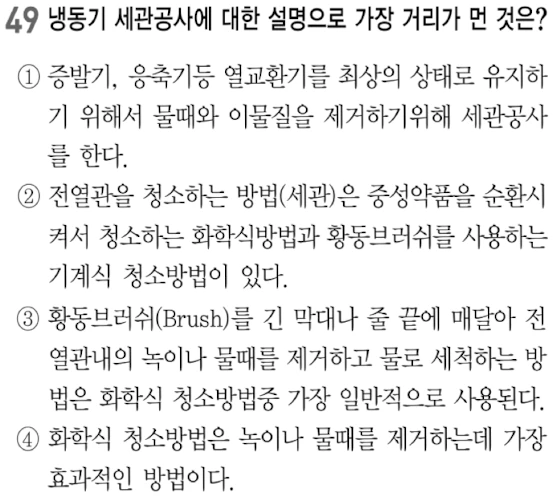 49 냉동기 세관공사에 대한 설명으로 가장 거리가 먼 것은?
① 증발기, 응축기등 열교환기를 최상의 상태로 유지하
기 위해서 물때와 이물질을 제거하기위해 세관공사
를 한다.
② 전열관을 청소하는 방법(세관)은 중성약품을 순환시
켜서 청소하는 화학식방법과 황동브러쉬를 사용하는
기계식 청소방법이 있다.
③ 황동브러쉬(Brush)를 긴 막대나 줄 끝에 매달아 전
열관내의 녹이나 물때를 제거하고 물로 세척하는 방
법은 화학식 청소방법중 가장 일반적으로 사용된다.
④ 화학식 청소방법은 녹이나 물때를 제거하는데 가장
효과적인 방법이다.